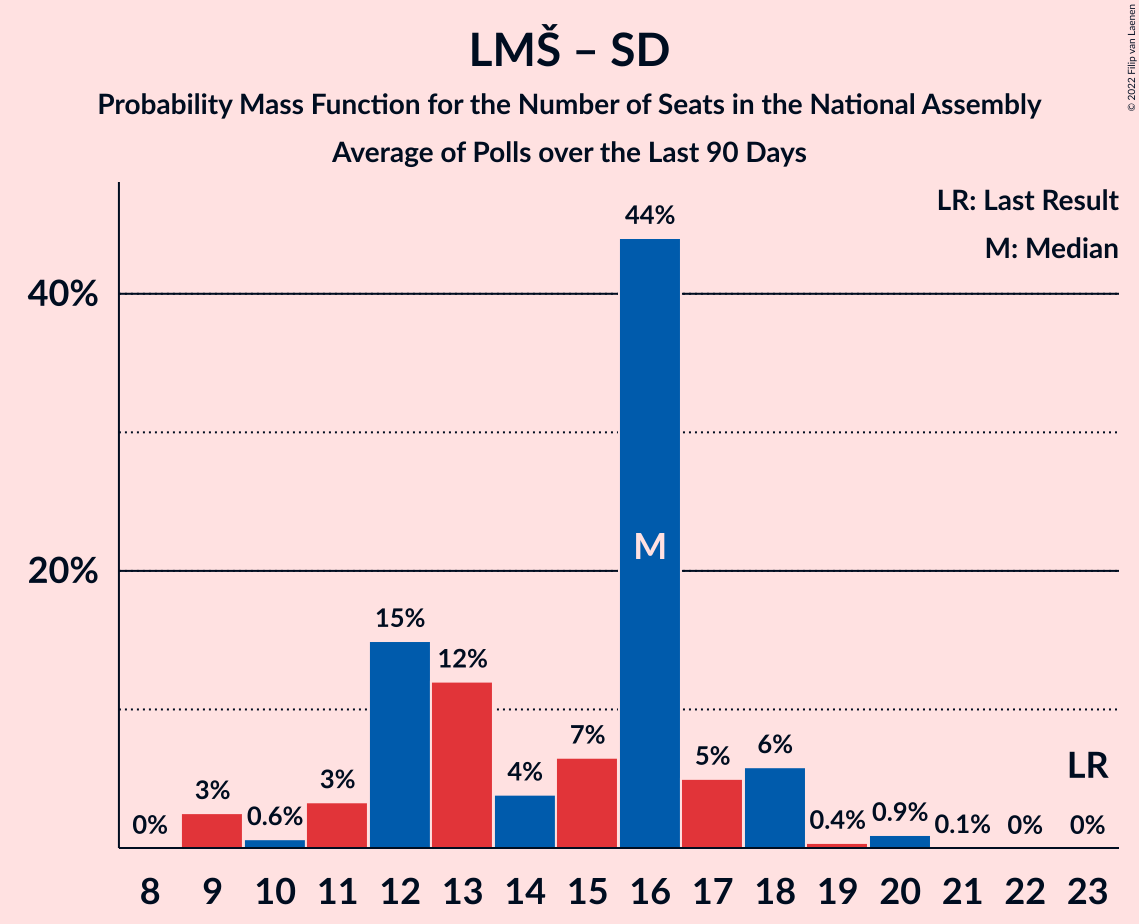 LMŠ – SD
Probability Mass Function for the Number of Seats in the National Assembly
Average of Polls over the Last 90 Days
© 2022 Filip van Laenen
LR: Last Result
M: Median
44%
40%
M
20%
15%
12%
7%
6%
5%
4%
LR
3%
3%
0.9%
0.6%
0.4%
0.1%
0%
0%
0%
8 9 10 11 12 13 14 15 16 17 18 19 20 21 22 23